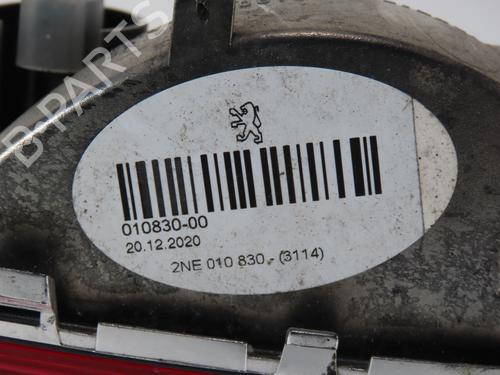 B-PARTS
010830-00
20.12.2020
2NE 010 830 - (3114)